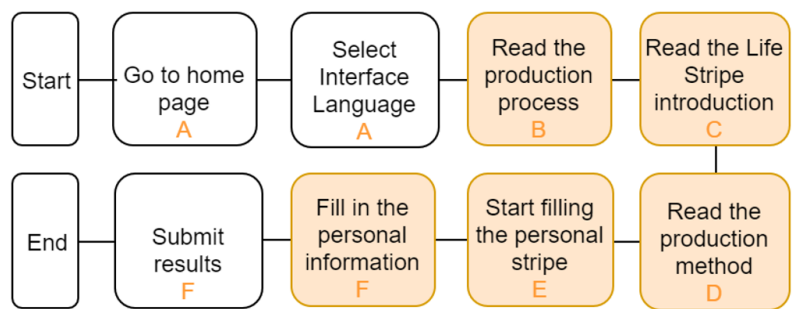 Start
Go to home
page
A
Select
Interface
Language
A
Read the
production
process
B
Read the Life
Stripe
introduction
C
End
Submit
results
F
Fill in the
personal
information
F
Start filling
the personal
stripe
E
Read the
production
method
D